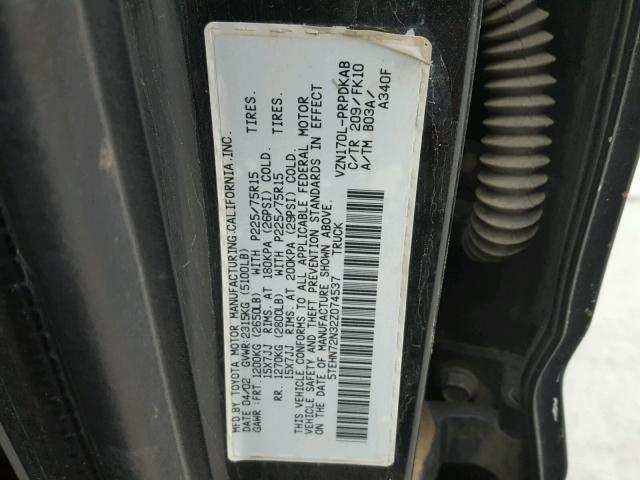 MFD.BY TOYOTA MOTOR MANUFACTURING,CALIFORNIA.INC.
DATE 04/02 GVWR:2315KG (5100LB)
GAWR : FRT.1200KG (2650LB) WITH P225/75R15 TIRES.
15X7JJ RIMS. AT 180KPA (26PSI) COLD.
RR. 1270KG (2800LB) WITH P225/75R15 TIRES.
15X7JJ RIMS. AT 200KPA (29PSI) COLD.
THIS VEHICLE CONFORMS TO ALL APPLICABLE FEDERAL MOTOR
VEHICLE SAFETY AND THEFT PREVENTION STANDARDS IN EFFECT
ON THE DATE OF MANUFACTURE SHOWN ABOVE.
5TEHN72N32Z074537 TRUCK
VZN170L-PRPDKAB
C/TR 209/FK10
A/TM B03A/
A340F